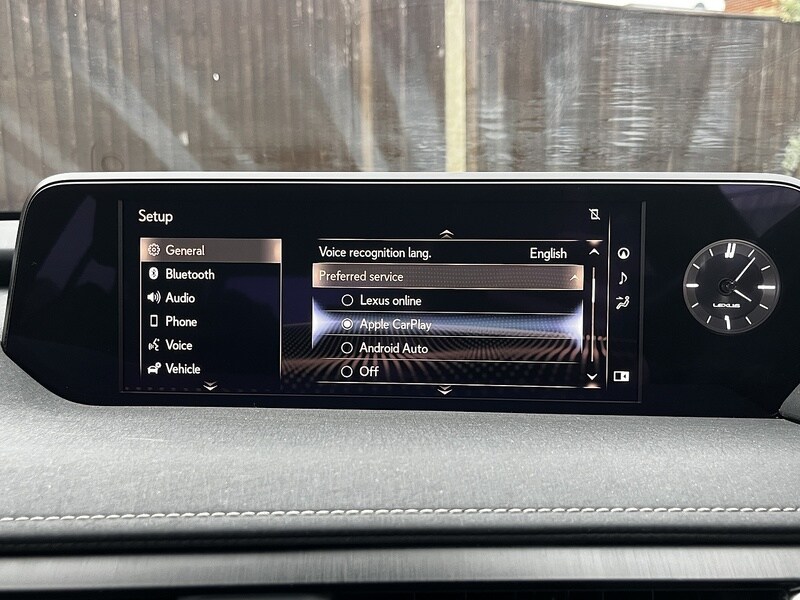 Setup
General
Bluetooth
Audio
Phone
Voice
Vehicle
Voice recognition lang. English
Preferred service
Lexus online
Apple CarPlay
Android Auto
Off
LEXUS